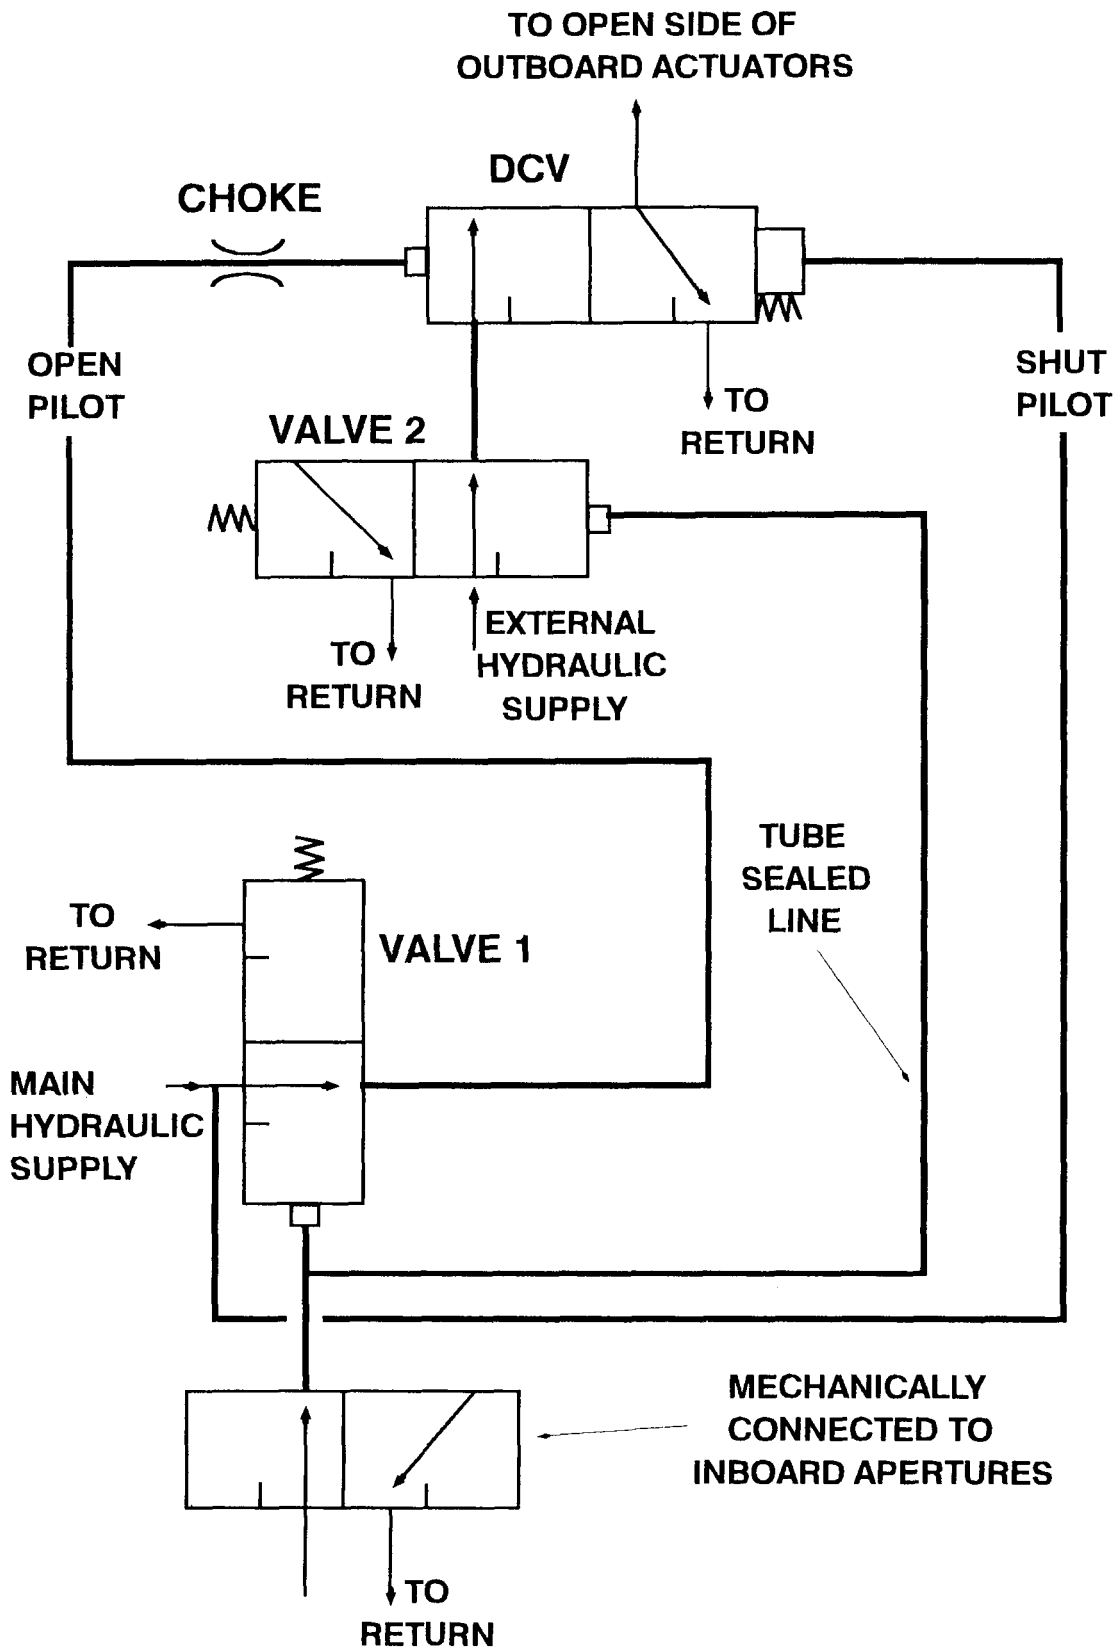 TO OPEN SIDE OF
OUTBOARD ACTUATORS
DCV
CHOKE
OPEN
PILOT
SHUT
PILOT
TO
RETURN
VALVE 2
TO
RETURN
EXTERNAL
HYDRAULIC
SUPPLY
TUBE
SEALED
LINE
TO
RETURN
VALVE 1
MAIN
HYDRAULIC
SUPPLY
MECHANICALLY
CONNECTED TO
INBOARD APERTURES
TO
RETURN